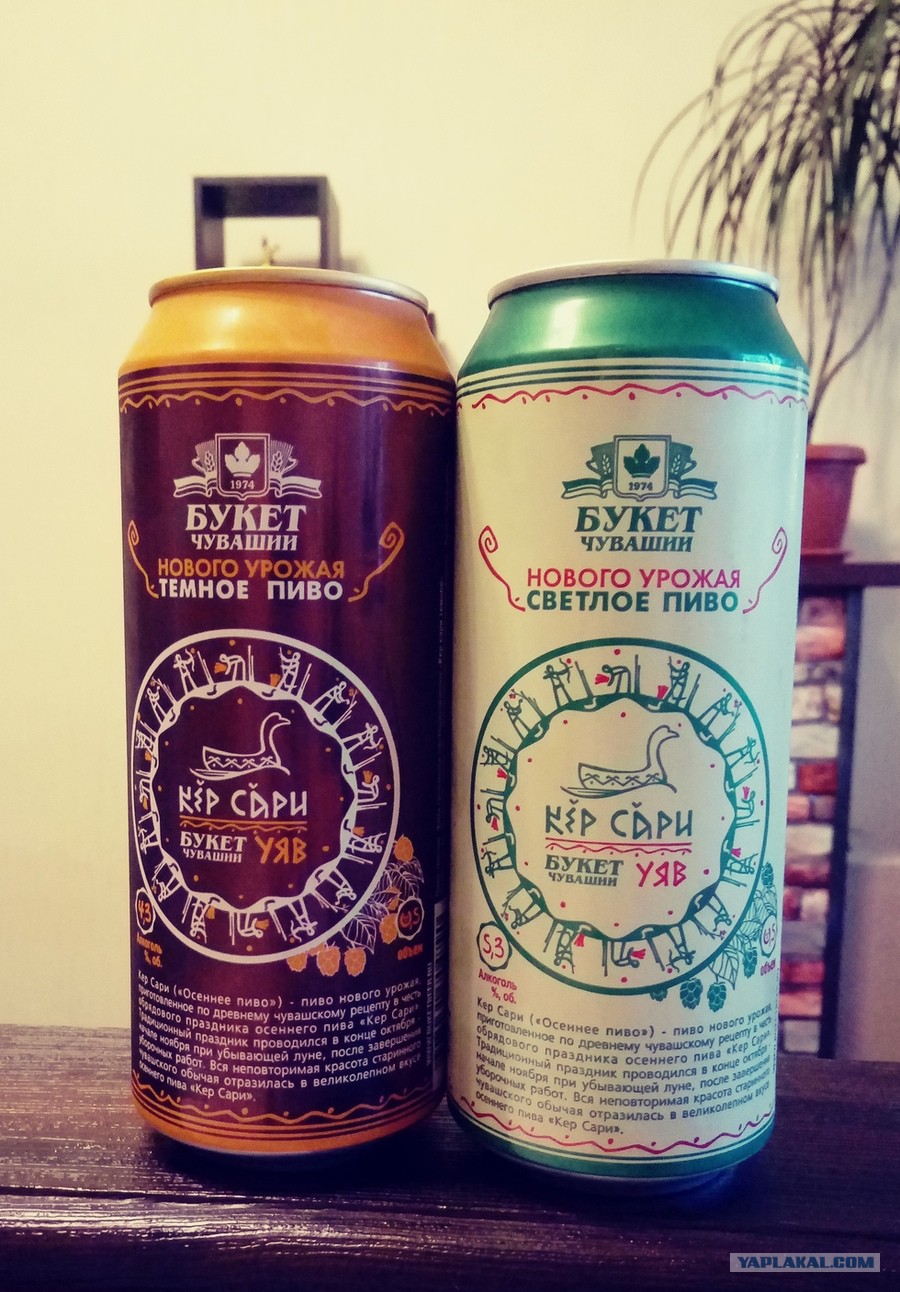 1974
БУКЕТ
ЧУВАШИИ
НОВОГО УРОЖАЯ
ТЕМНОЕ ПИВО
КĔР СĂРИ
БУКЕТ
ЧУВАШИИ
УЯВ
4,3
Алкоголь
%, об.
0,5
объем
Кер Сари («Осеннее пиво») - пиво нового урожая,
приготовленное по древнему чувашскому рецепту в честь
обрядового праздника осеннего пива «Кер Сари».
Традиционный праздник проводился в конце октября
начале ноября при убывающей луне, после завершения
уборочных работ. Вся неповторимая красота старинного
чувашского обычая отразилась в великолепном вкусе
осеннего пива «Кер Сари».
1974
БУКЕТ
ЧУВАШИИ
НОВОГО УРОЖАЯ
СВЕТЛОЕ ПИВО
КĔР СĂРИ
БУКЕТ
ЧУВАШИИ
УЯВ
5,3
Алкоголь
%, об.
0,5
объем
Кер Сари («Осеннее пиво») - пиво нового урожая,
приготовленное по древнему чувашскому рецепту в честь
обрядового праздника осеннего пива «Кер Сари».
Традиционный праздник проводился в конце октября
начале ноября при убывающей луне, после завершения
уборочных работ. Вся неповторимая красота старинного
чувашского обычая отразилась в великолепном вкусе
осеннего пива «Кер Сари».
YAPLAKAL.COM